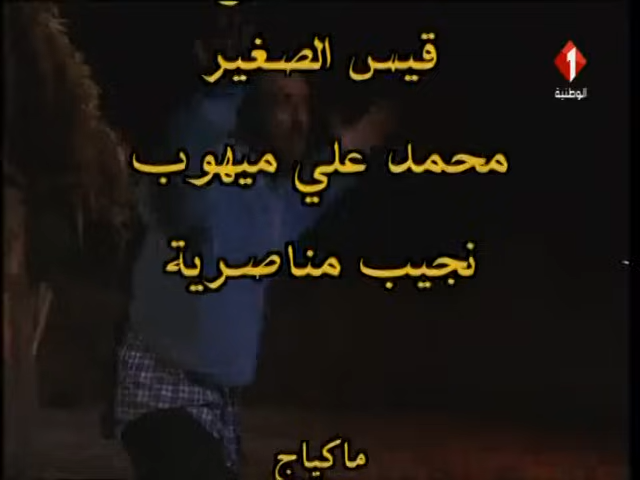 قيس الصغير
1
الوطنية
محمد علي ميهوب
نجيب مناصرية
ماكياج